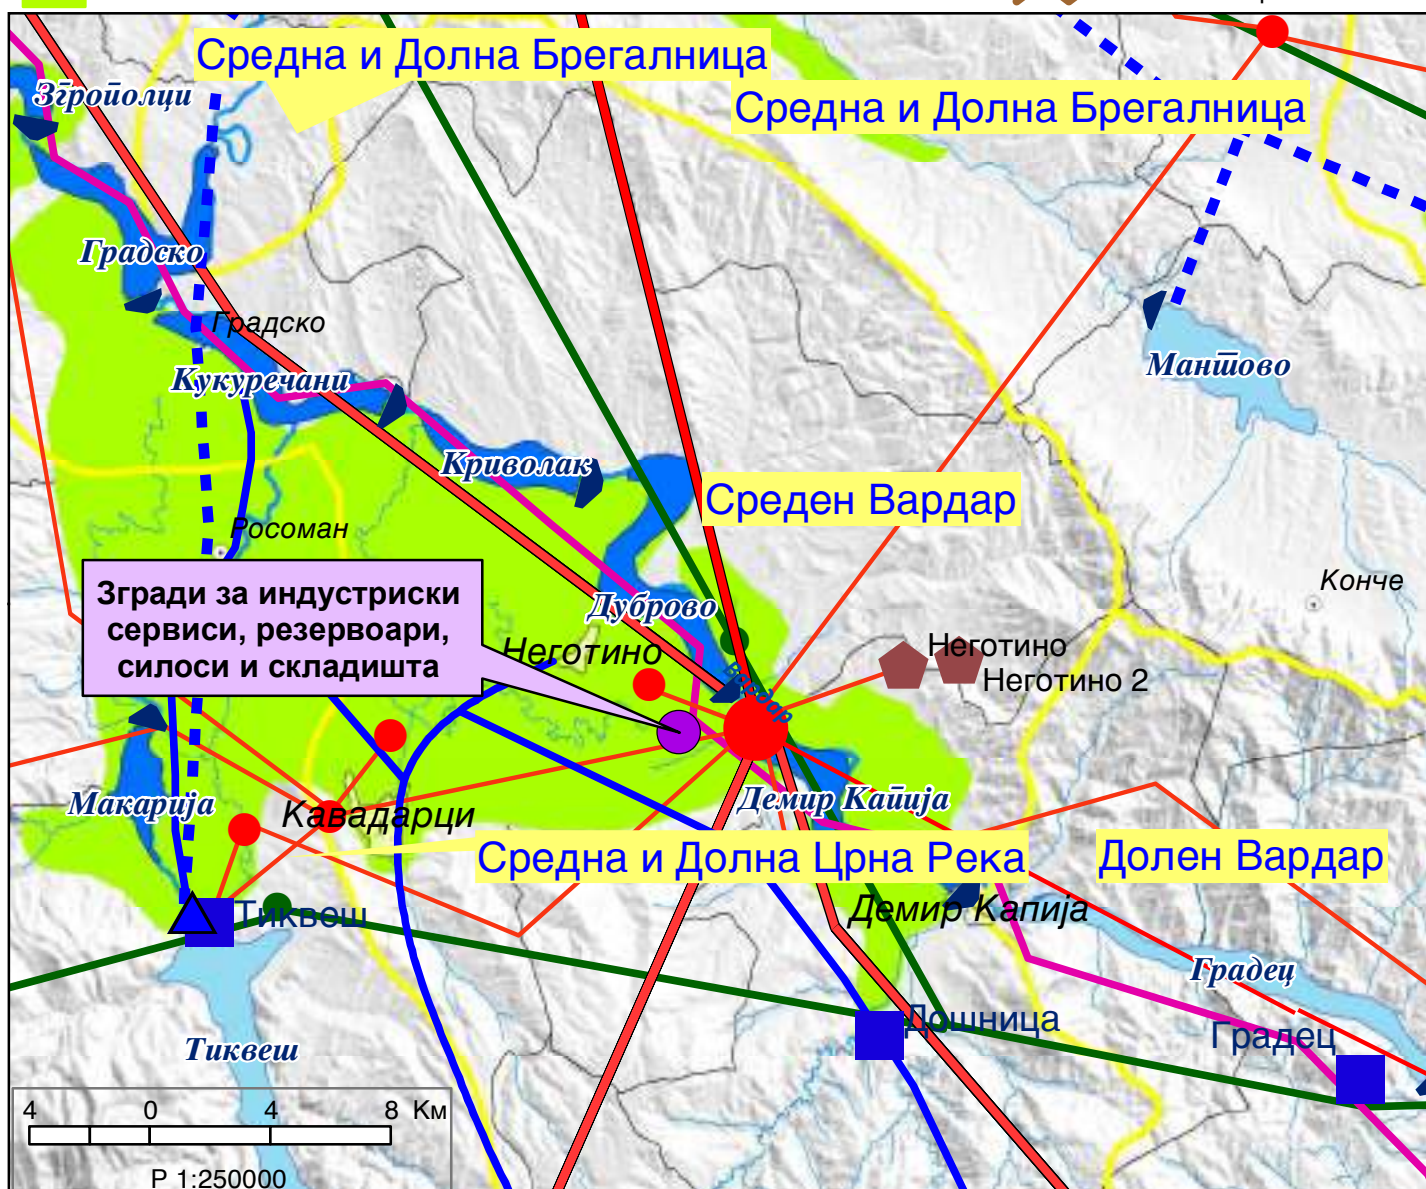 Средна и Долна Брегалница
Згрополци
Средна и Долна Брегалница
Градско
Градско
Мантово
Кукуречани
Криволак
Среден Вардар
Росоман
Конче
Згради за индустриски
сервиси, резервоари,
силоси и складишта
Дуброво
Неготино
Неготино
Неготино 2
Вардар
Макарија
Кавадарци
Демир Капија
Средна и Долна Црна Река
Долен Вардар
Тиквеш
Демир Капија
Градец
Дошница
Градец
Тиквеш
4 0 4 8 Км
Р 1:250000